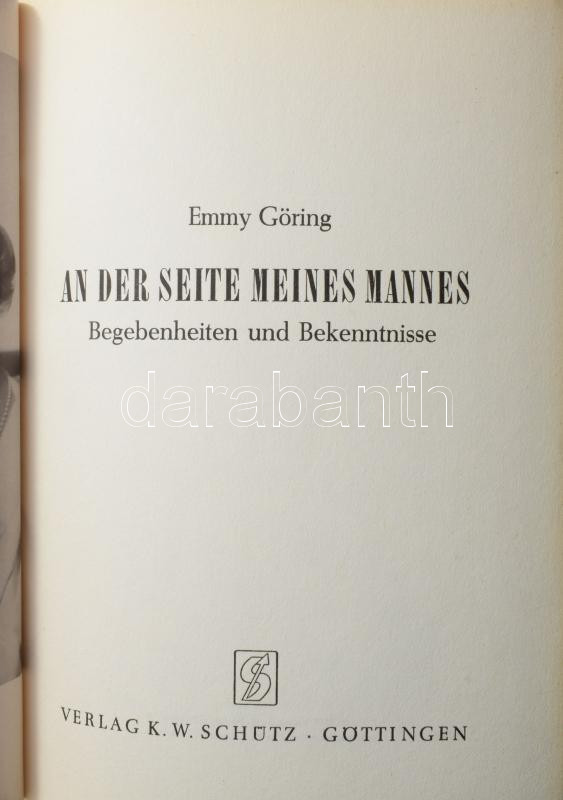 Emmy Göring
AN DER SEITE MEINES MANNES
Begebenheiten und Bekenntnisse
darabanth
VERLAG K. W. SCHÜTZ · GÖTTINGEN